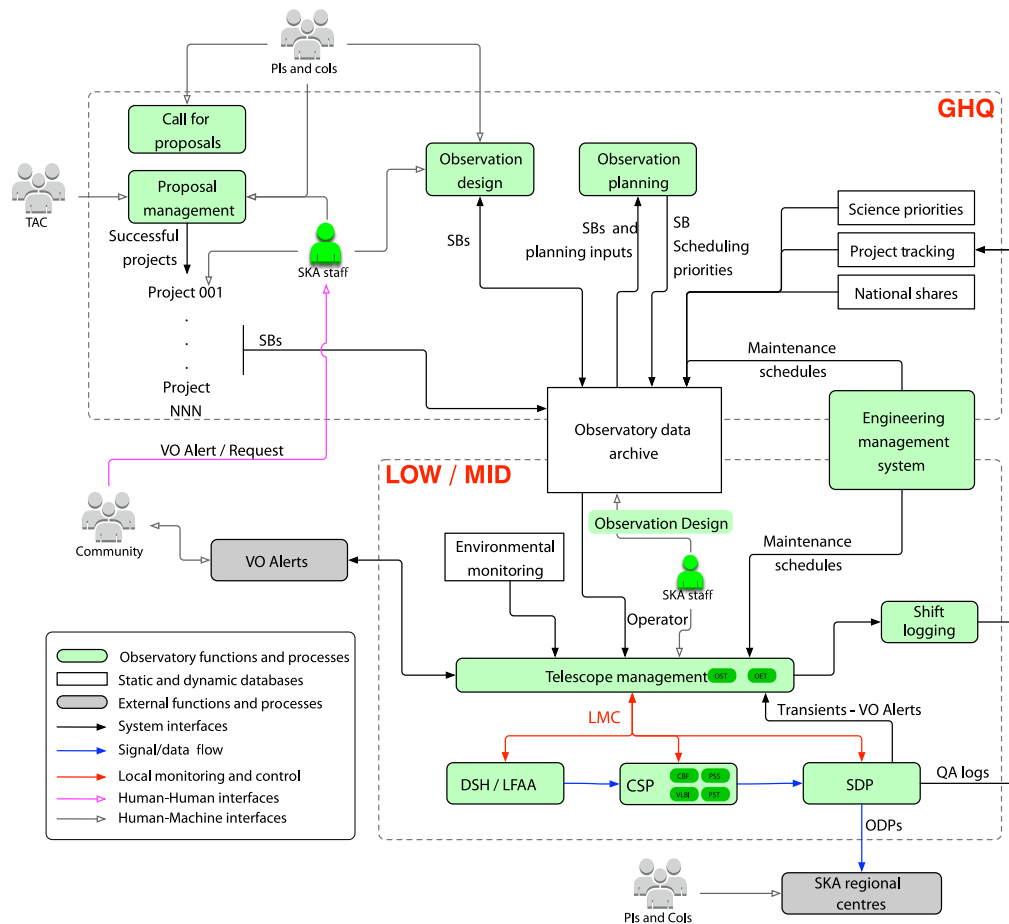 PIs and coIs
GHQ
Call for
proposals
TAC
Proposal
management
Observation
design
Observation
planning
Science priorities
Project tracking
National shares
Successful
projects
SKA staff
Project 001
.
.
.
Project
NNN
SBs
SBs
SBs and
planning inputs
SB
Scheduling
priorities
Maintenance
schedules
Observatory data
archive
Engineering
management
system
VO Alert / Request
LOW / MID
Community
VO Alerts
Environmental
monitoring
Observation Design
SKA staff
Operator
Maintenance
schedules
Shift
logging
Telescope management
OST
OET
LMC
Transients - VO Alerts
DSH / LFAA
CSP
CBF
PSS
VLBI
PST
SDP
QA logs
ODPs
SKA regional
centres
PIs and CoIs
Observatory functions and processes
Static and dynamic databases
External functions and processes
System interfaces
Signal/data flow
Local monitoring and control
Human-Human interfaces
Human-Machine interfaces